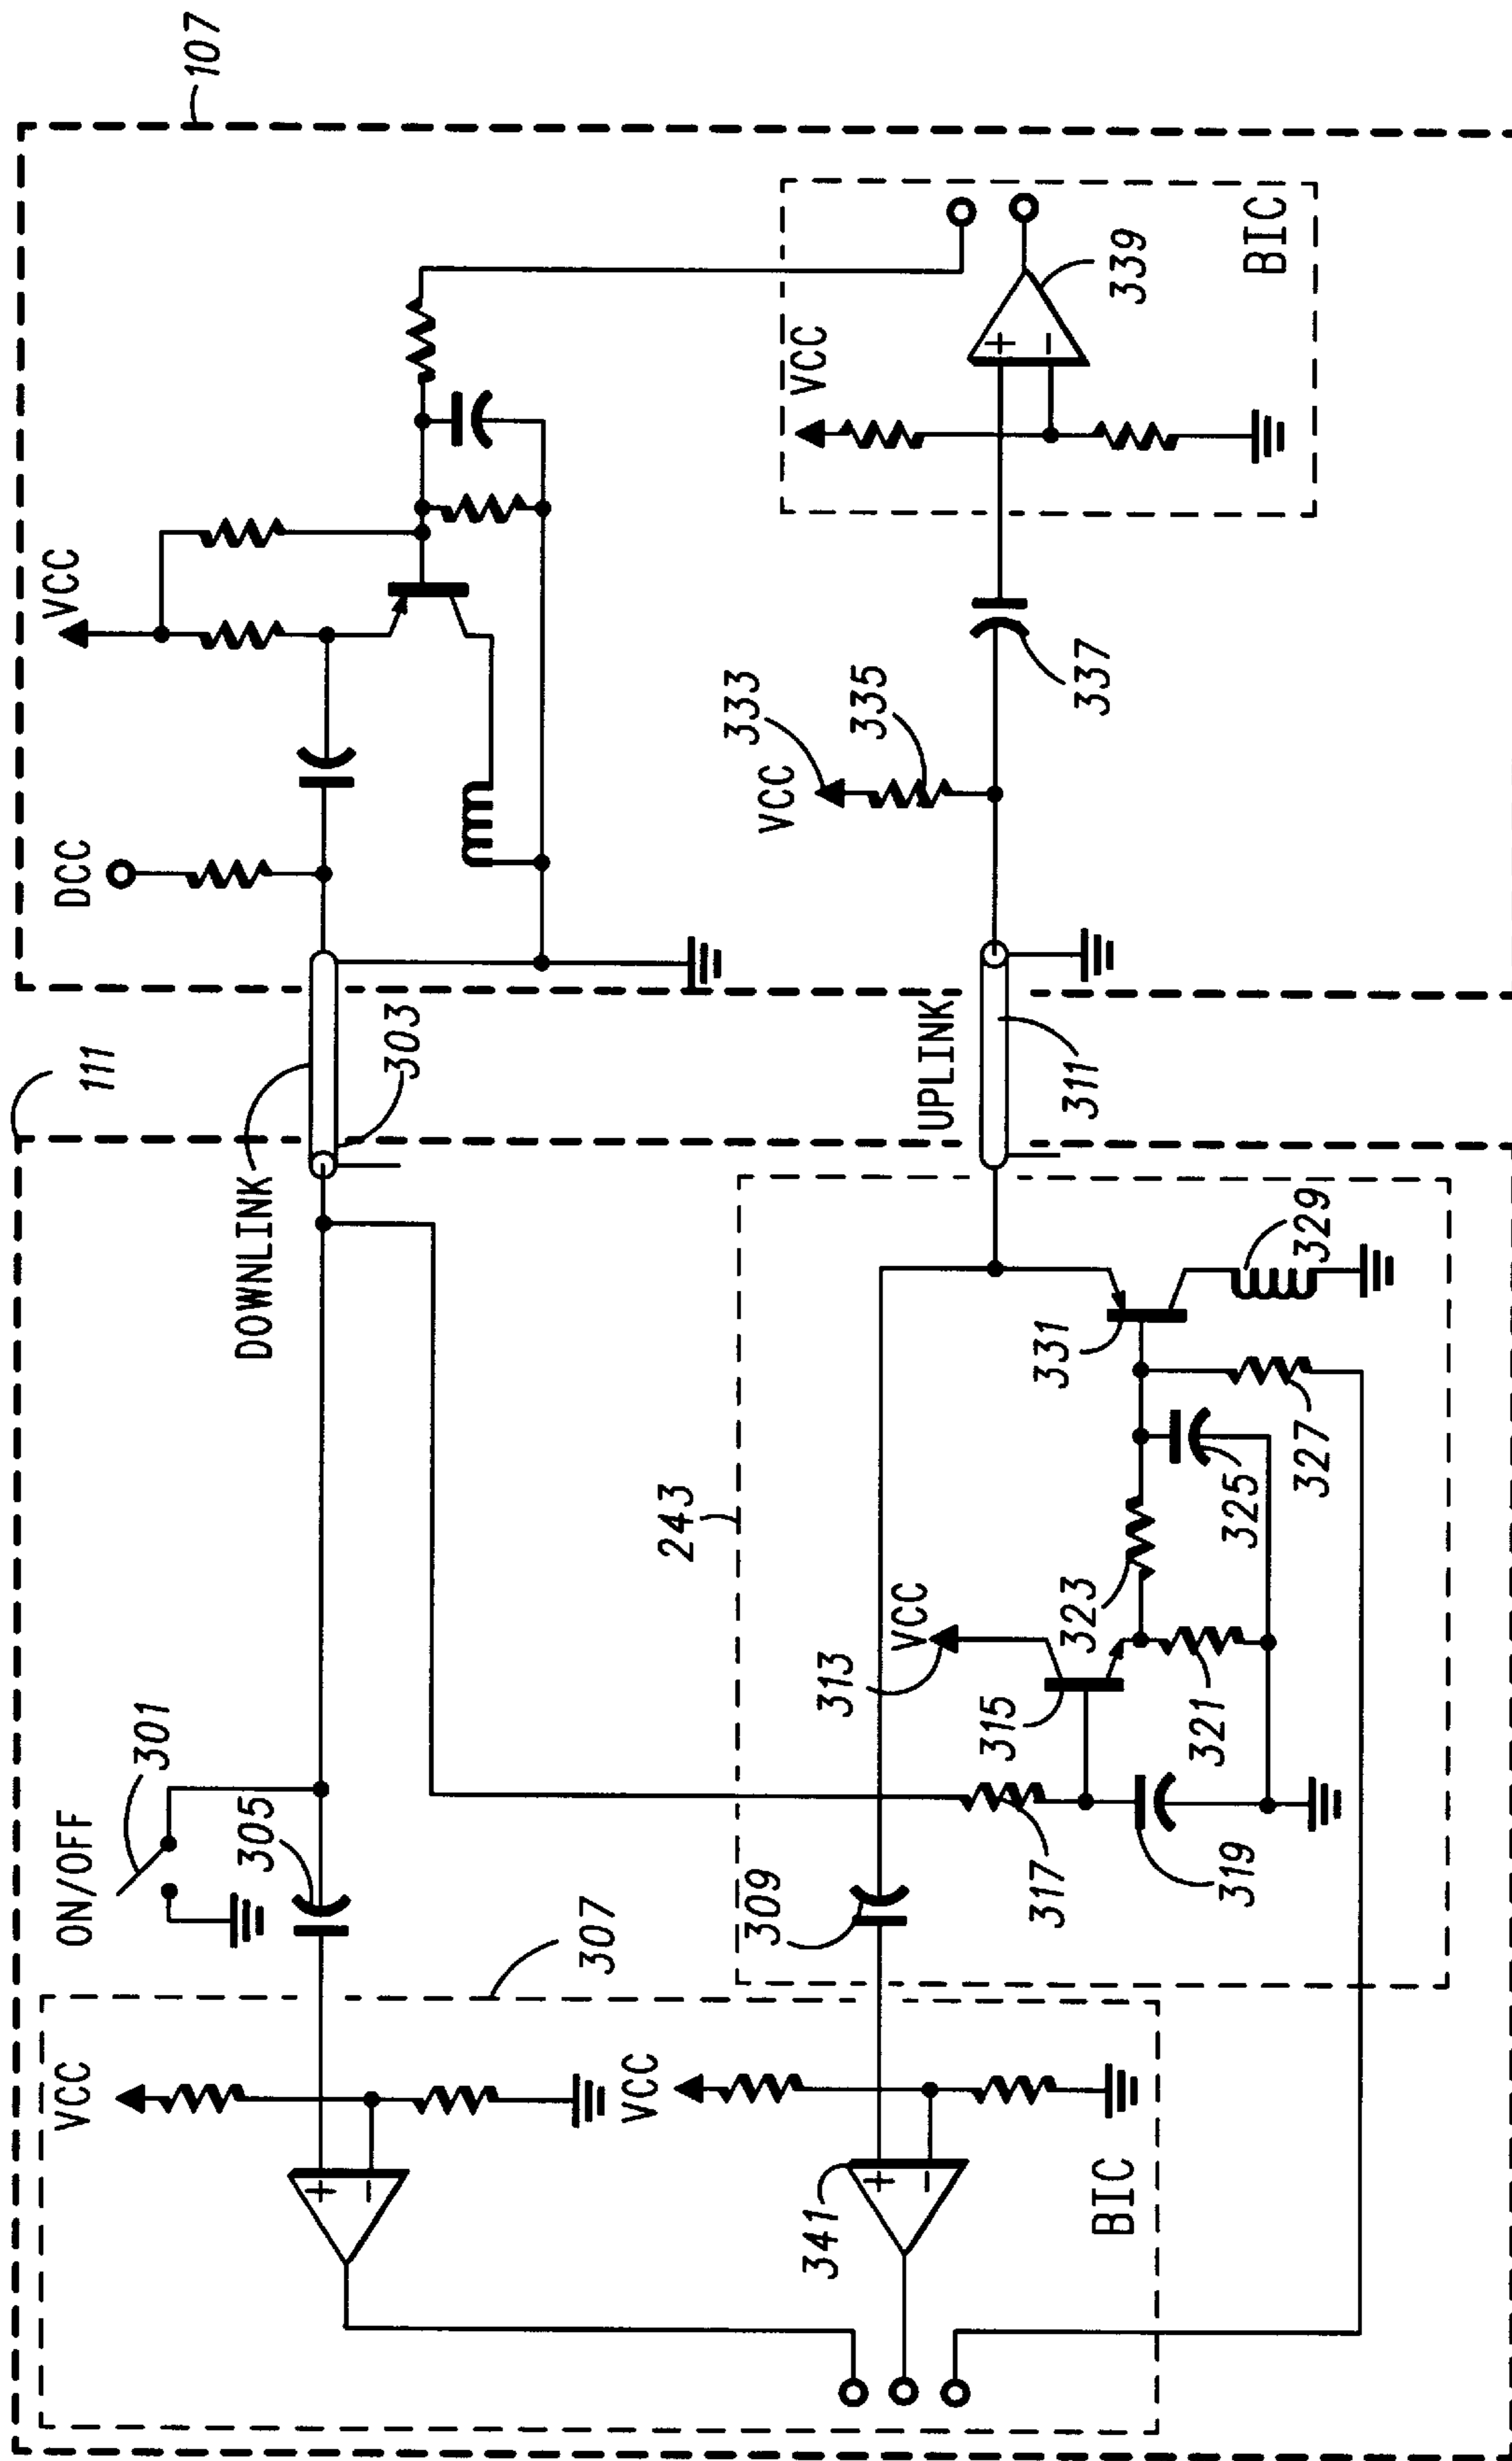 107
VCC
DCC
VCC
339
BIC
333
335
VCC
337
+
-
111
303
DOWNLINK
UPLINK
311
243
329
331
325
327
323
VCC
313
315
321
317
319
309
301
ON/OFF
305
307
VCC
VCC
+
-
+
-
341
BIC